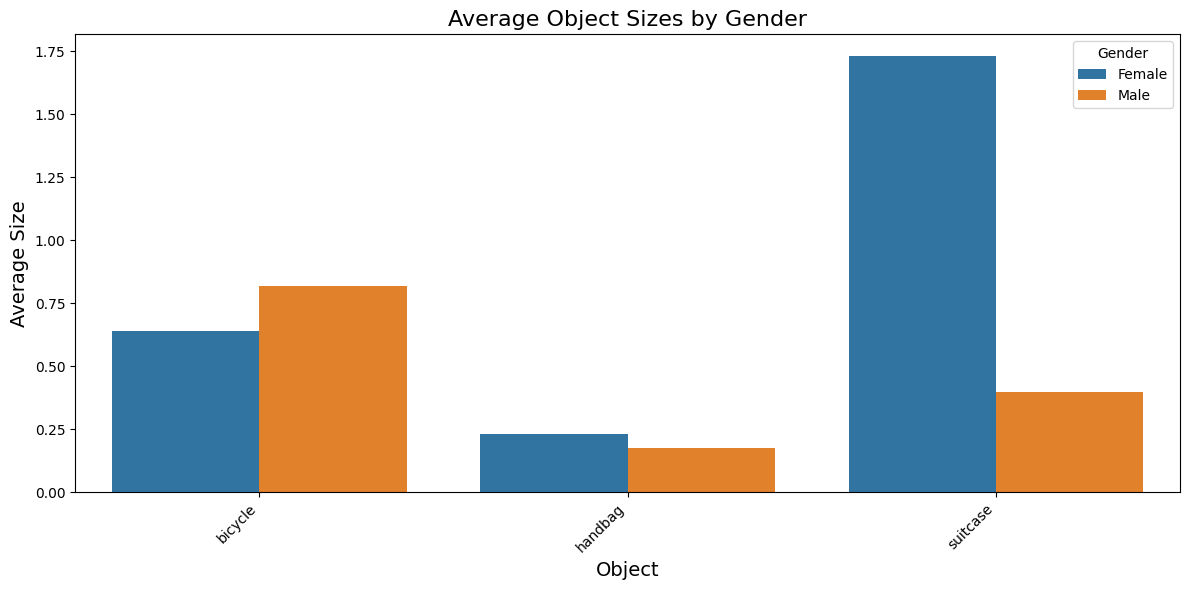 Average Object Sizes by Gender
Gender
Female
Male
Average Size
1.75
1.50
1.25
1.00
0.75
0.50
0.25
0.00
bicycle
handbag
suitcase
Object